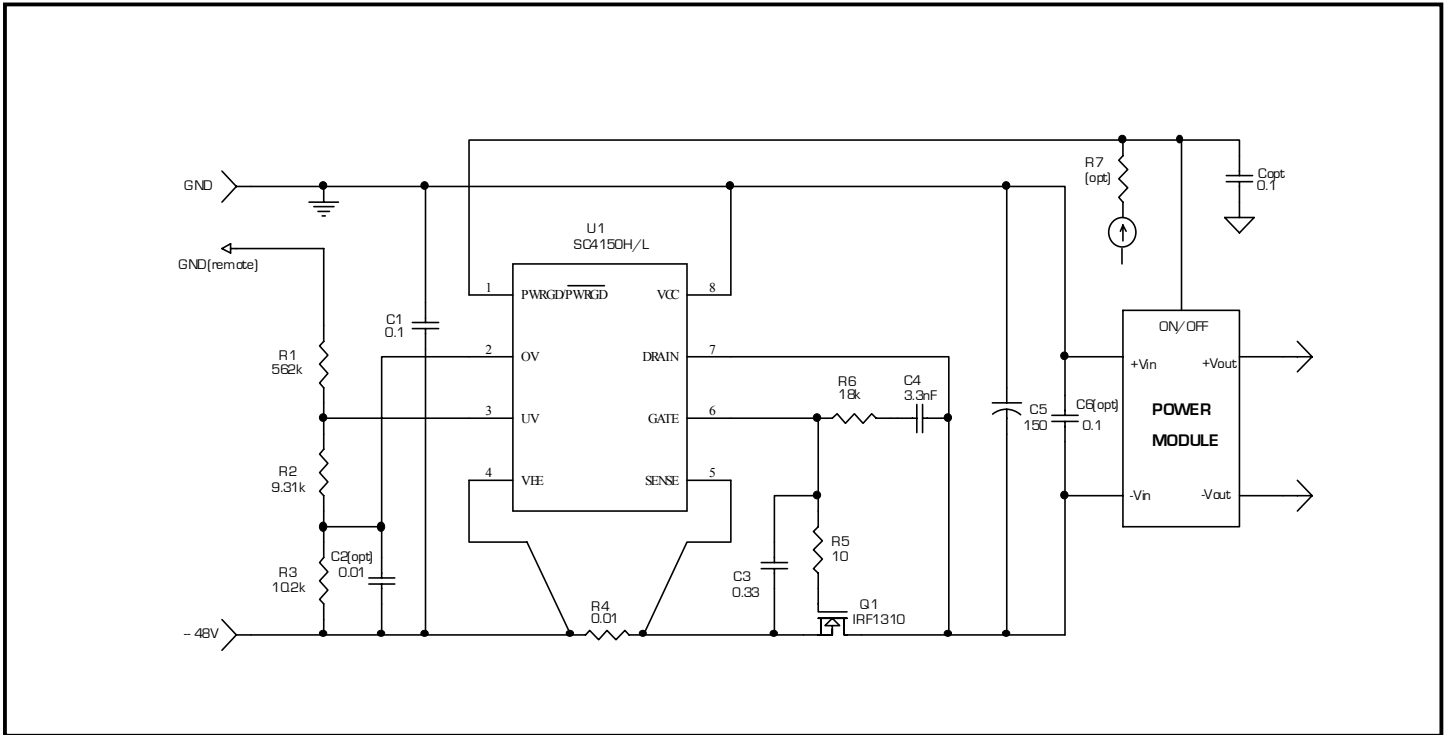 R7
(opt)
Copt
0.1
GND
U1
SC4150H/L
GND(remote)
1
PWRGD/PWRGD
VCC
8
C1
0.1
ON/OFF
R1
562k
2
OV
DRAIN
7
+Vin
+Vout
R6
18k
C4
3.3nF
3
UV
GATE
6
C5
150
C6(opt)
0.1
POWER
MODULE
R2
9.31k
4
VEE
SENSE
5
-Vin
-Vout
R5
10
C2(opt)
0.01
R3
10.2k
C3
0.33
R4
0.01
Q1
IRF1310
– 48V